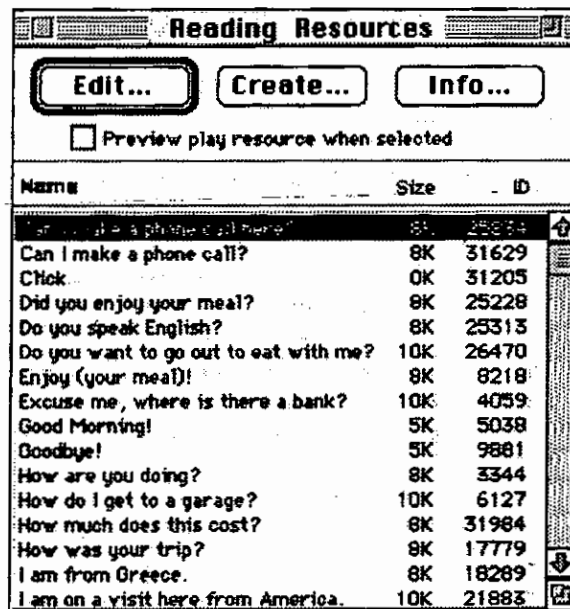 Reading Resources
Edit... Create... Info...
Preview play resource when selected
Name Size ID
make a phone call here? 8K
Can I make a phone call? 8K 31629
Click 0K 31205
Did you enjoy your meal? 8K 25228
Do you speak English? 8K 25313
Do you want to go out to eat with me? 10K 26470
Enjoy (your meal)! 8K 8218
Excuse me, where is there a bank? 10K 4059
Good Morning! 5K 5038
Goodbye! 5K 9881
How are you doing? 8K 3344
How do I get to a garage? 10K 6127
How much does this cost? 8K 31984
How was your trip? 8K 17779
I am from Greece. 8K 18289
I am on a visit here from America. 10K 21883